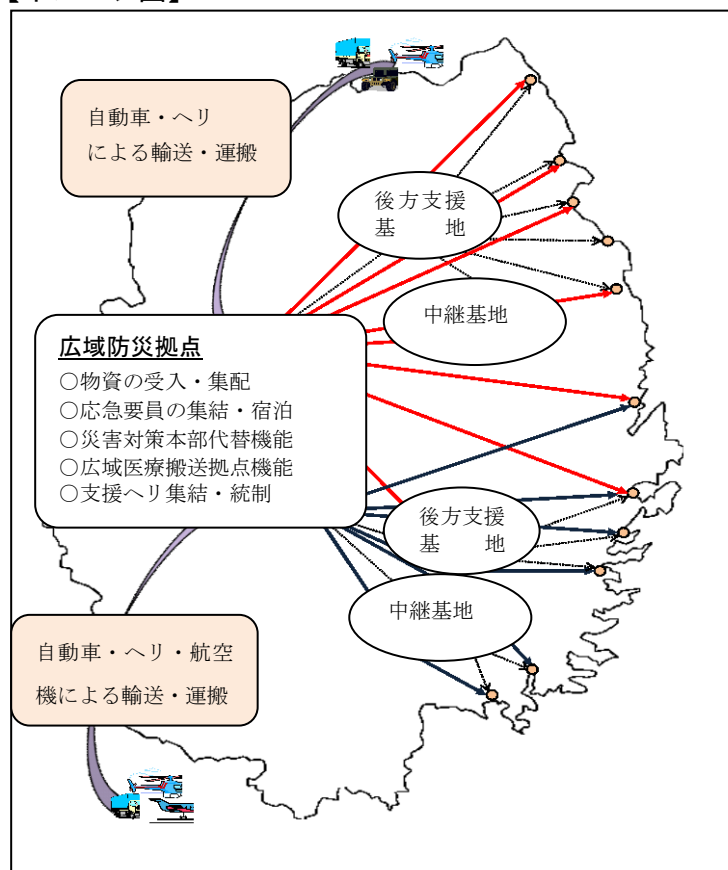 自動車・ヘリ
による輸送・運搬
後方支援
基　　地
中継基地
広域防災拠点
○物資の受入・集配
○応急要員の集結・宿泊
○災害対策本部代替機能
○広域医療搬送拠点機能
○支援ヘリ集結・統制
後方支援
基　　地
中継基地
自動車・ヘリ・航空
機による輸送・運搬